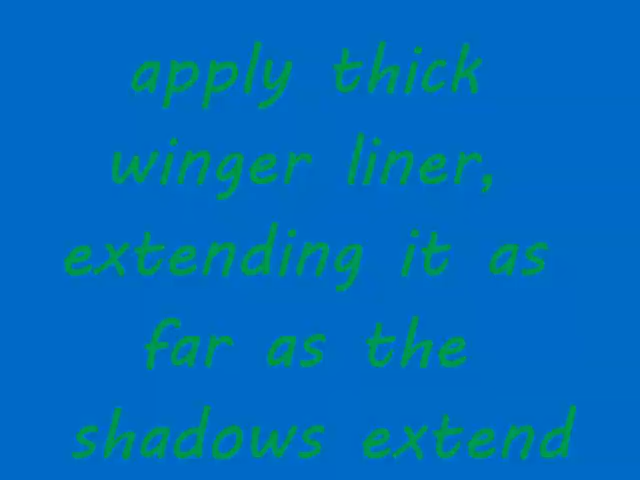 apply thick
winger liner,
extending it as
far as the
shadows extend